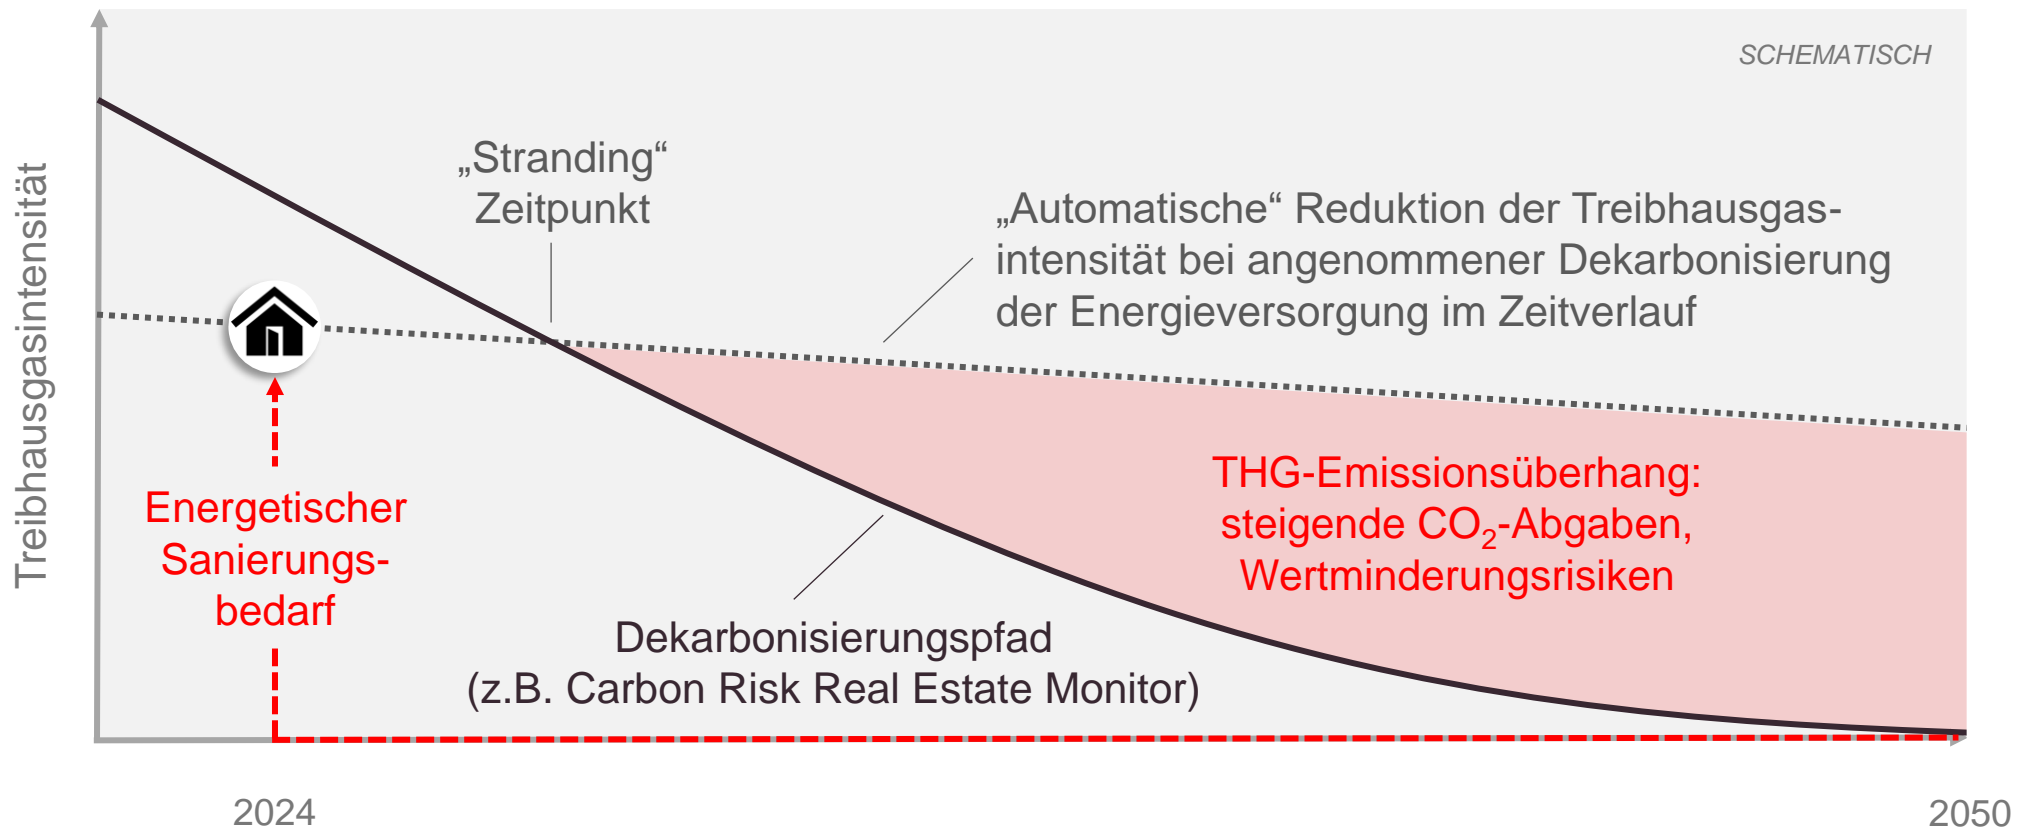 SCHEMATISCH
Treibhausgasintensität
„Stranding“
Zeitpunkt
„Automatische“ Reduktion der Treibhausgas-
intensität bei angenommener Dekarbonisierung
der Energieversorgung im Zeitverlauf
Energetischer
Sanierungs-
bedarf
THG-Emissionsüberhang:
steigende CO₂-Abgaben,
Wertminderungsrisiken
Dekarbonisierungspfad
(z.B. Carbon Risk Real Estate Monitor)
2024
2050